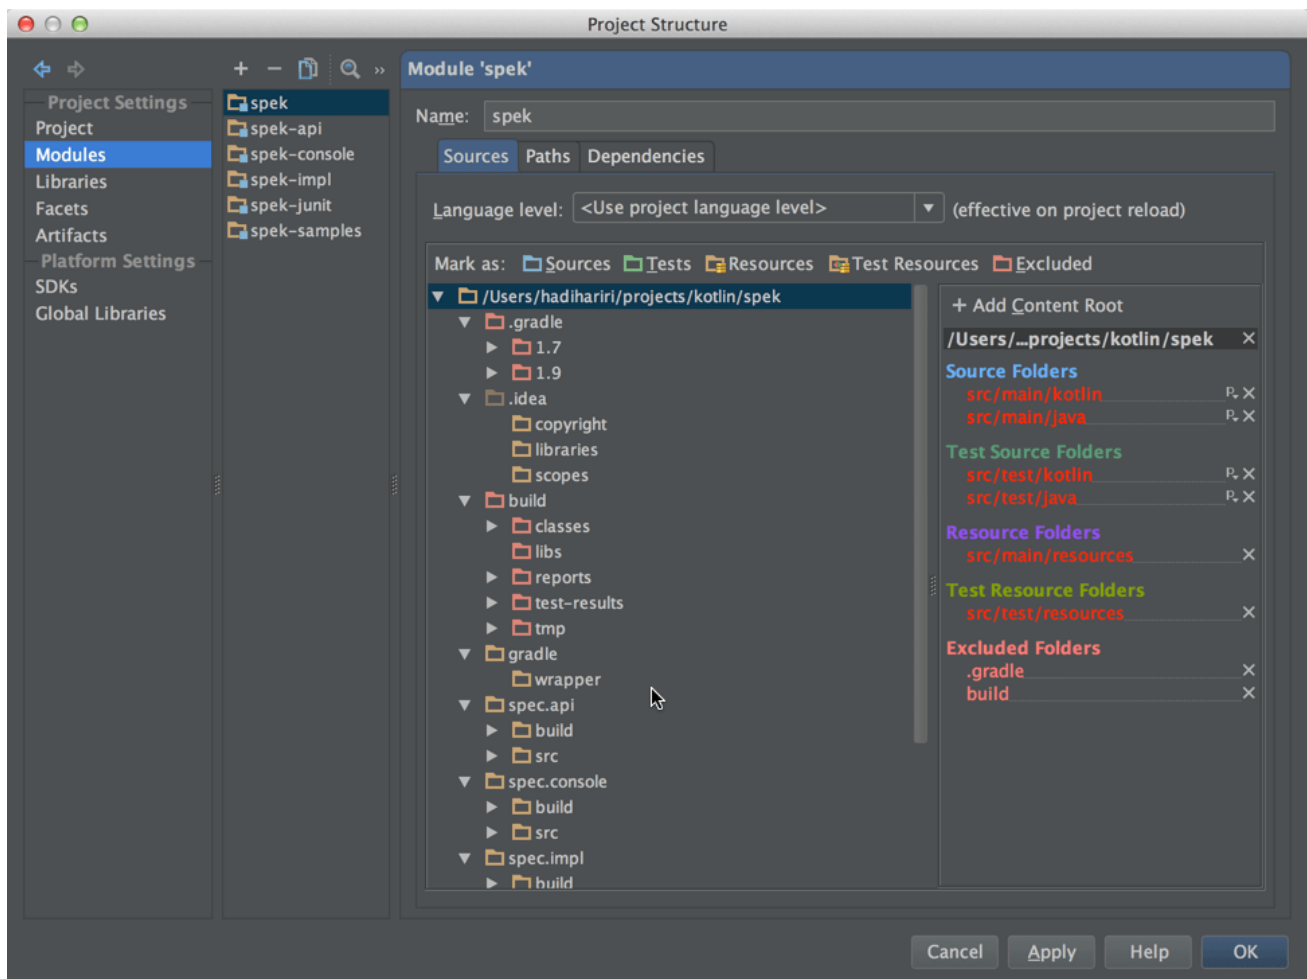 Project Structure
Project Settings
Project
Modules
Libraries
Facets
Artifacts
Platform Settings
SDKs
Global Libraries
spek
spek-api
spek-console
spek-impl
spek-junit
spek-samples
Module 'spek'
Name: spek
Sources Paths Dependencies
Language level: <Use project language level> (effective on project reload)
Mark as: Sources Tests Resources Test Resources Excluded
/Users/hadihariri/projects/kotlin/spek
.gradle
1.7
1.9
.idea
copyright
libraries
scopes
build
classes
libs
reports
test-results
tmp
gradle
wrapper
spec.api
build
src
spec.console
build
src
spec.impl
build
+ Add Content Root
/Users/...projects/kotlin/spek
Source Folders
src/main/kotlin
src/main/java
Test Source Folders
src/test/kotlin
src/test/java
Resource Folders
src/main/resources
Test Resource Folders
src/test/resources
Excluded Folders
.gradle
build
Cancel Apply Help OK